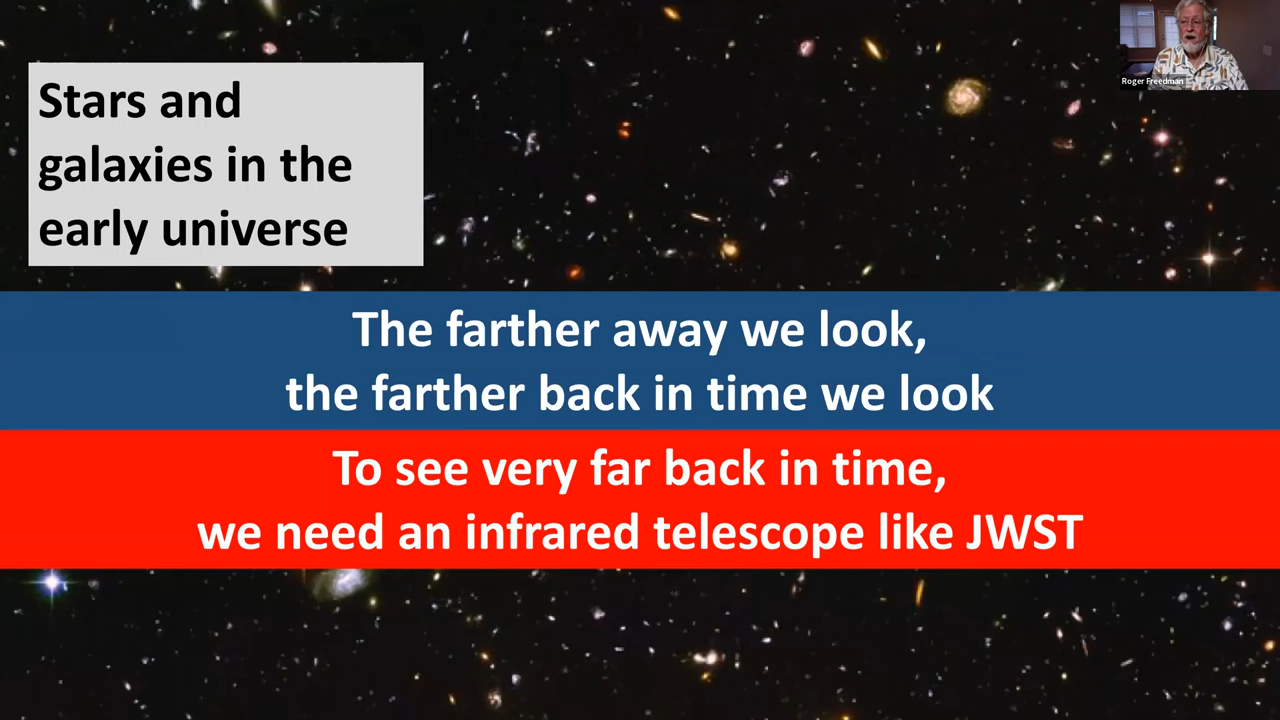 Stars and
galaxies in the
early universe
Roger Freedman
The farther away we look,
the farther back in time we look
To see very far back in time,
we need an infrared telescope like JWST